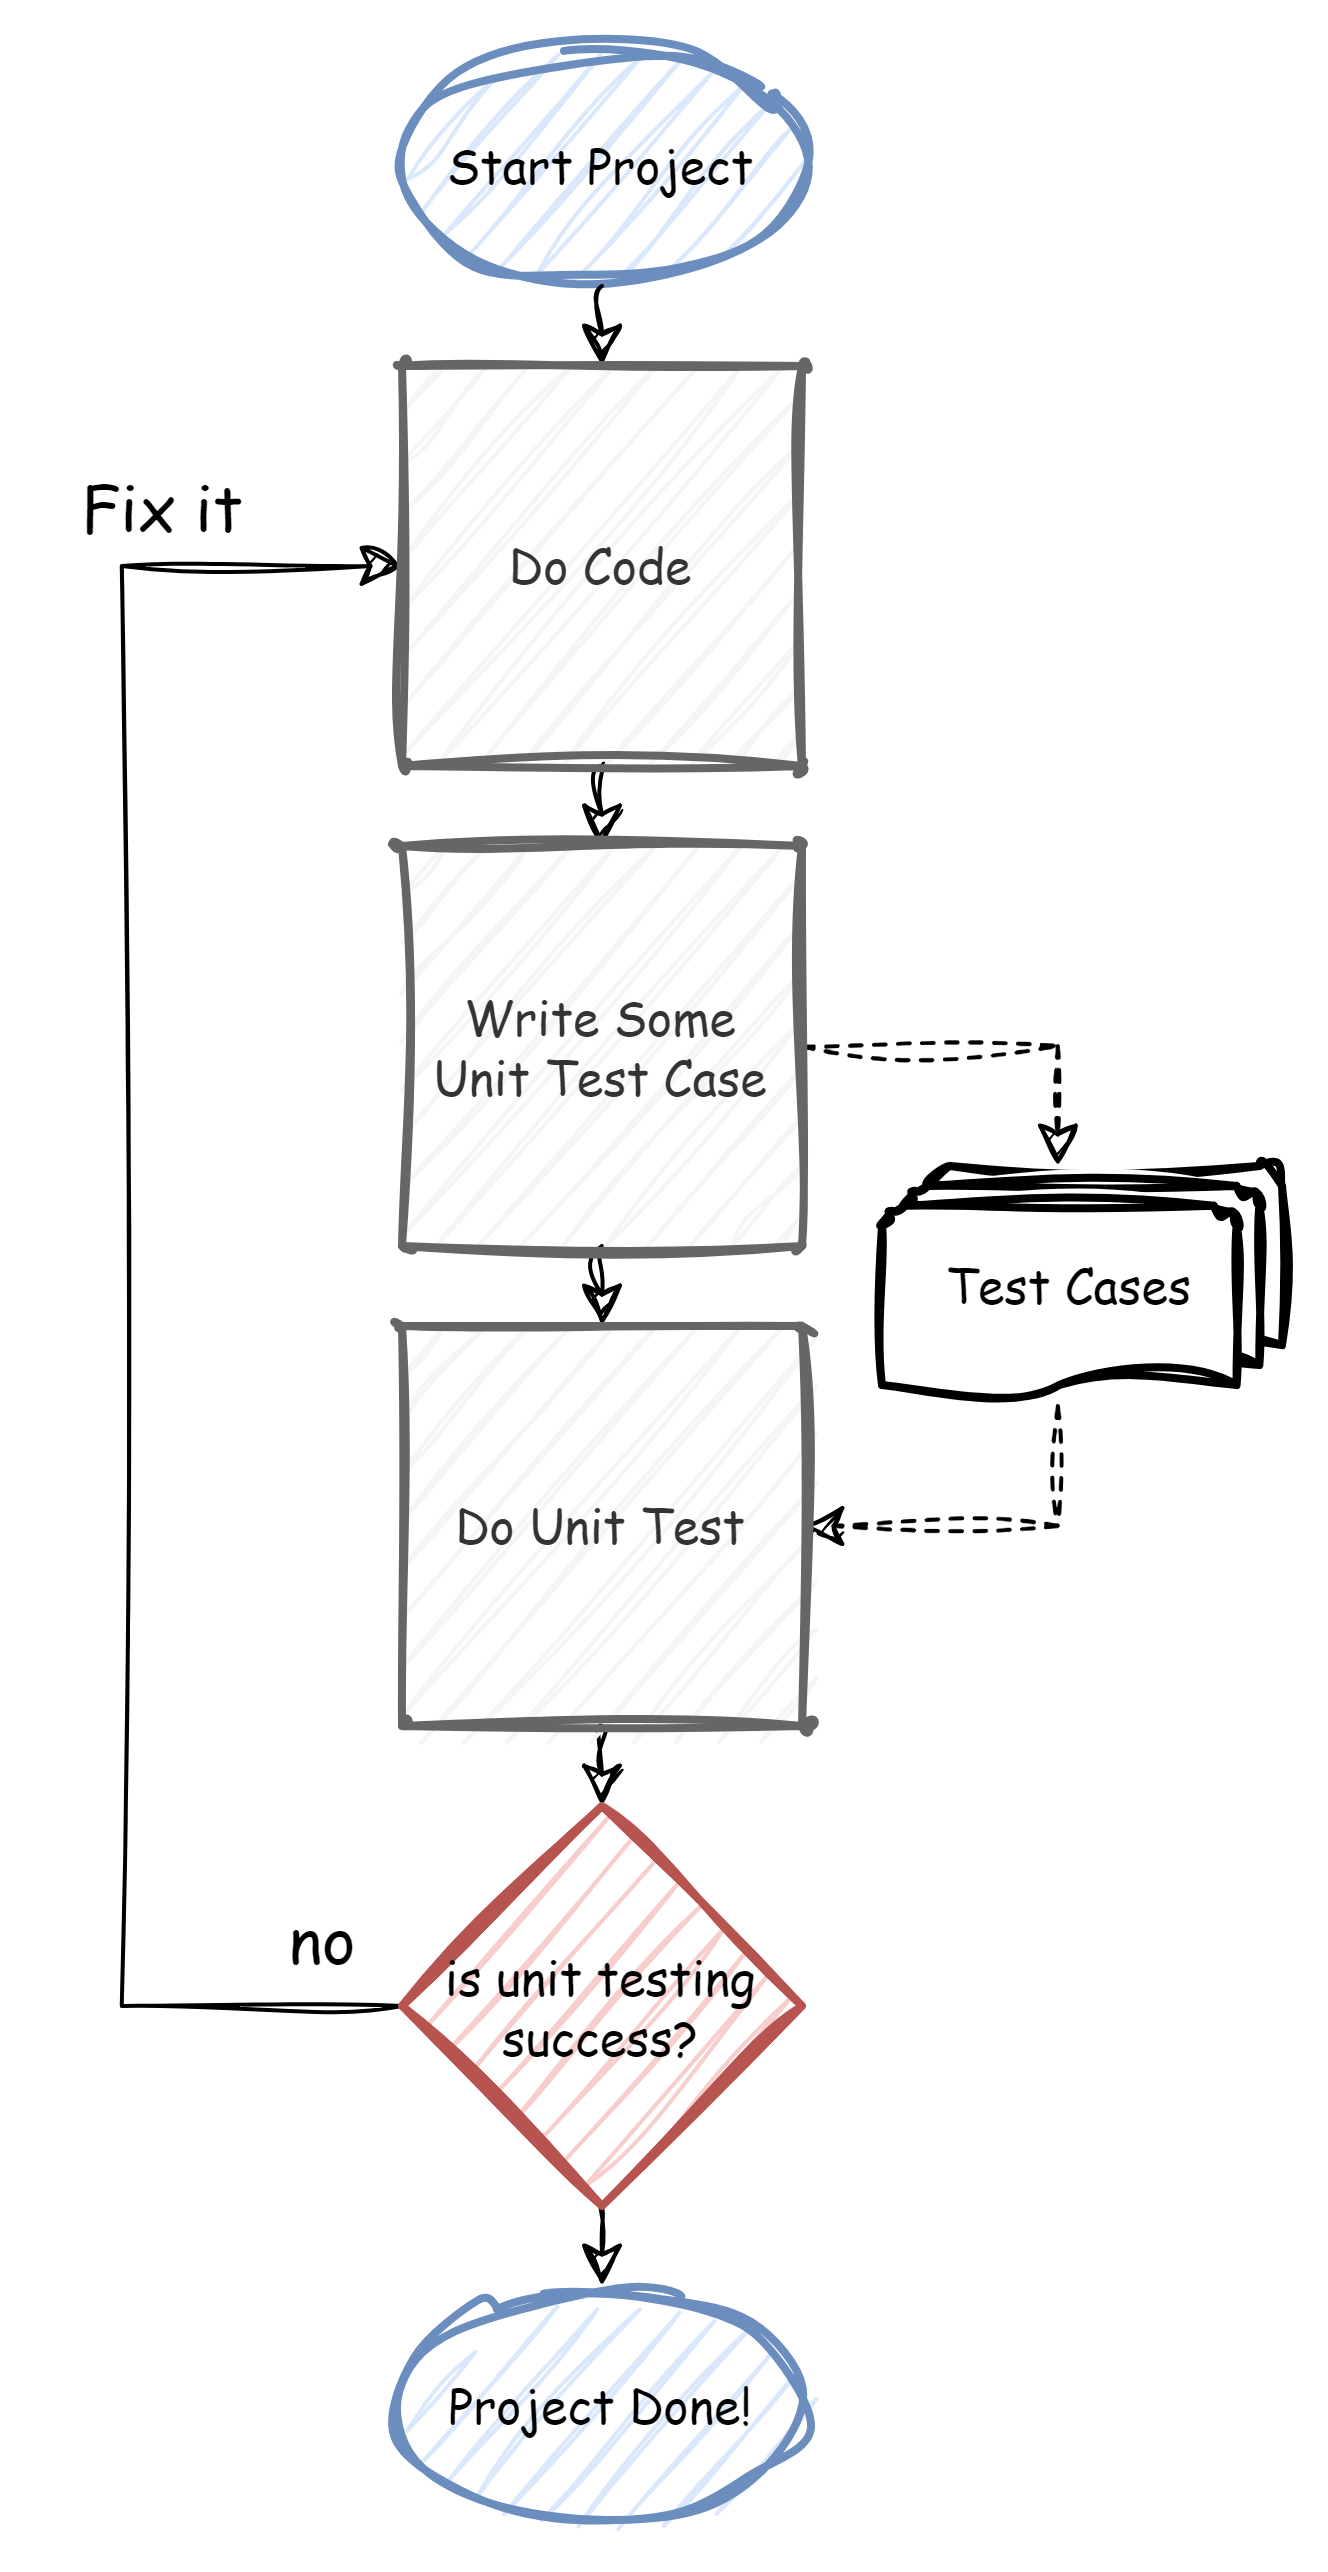 Start Project
Fix it
Do Code
Write Some
Unit Test Case
Test Cases
Do Unit Test
no
is unit testing
success?
Project Done!